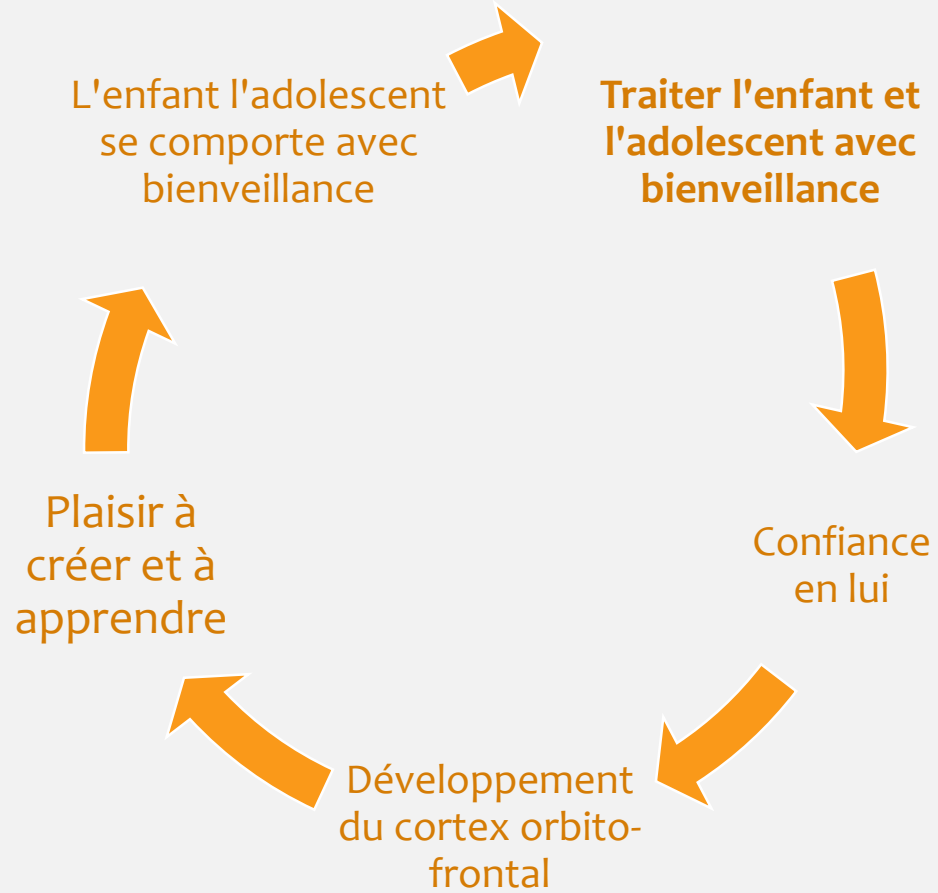 L'enfant l'adolescent
se comporte avec
bienveillance
Traiter l'enfant et
l'adolescent avec
bienveillance
Confiance
en lui
Développement
du cortex orbito-
frontal
Plaisir à
créer et à
apprendre